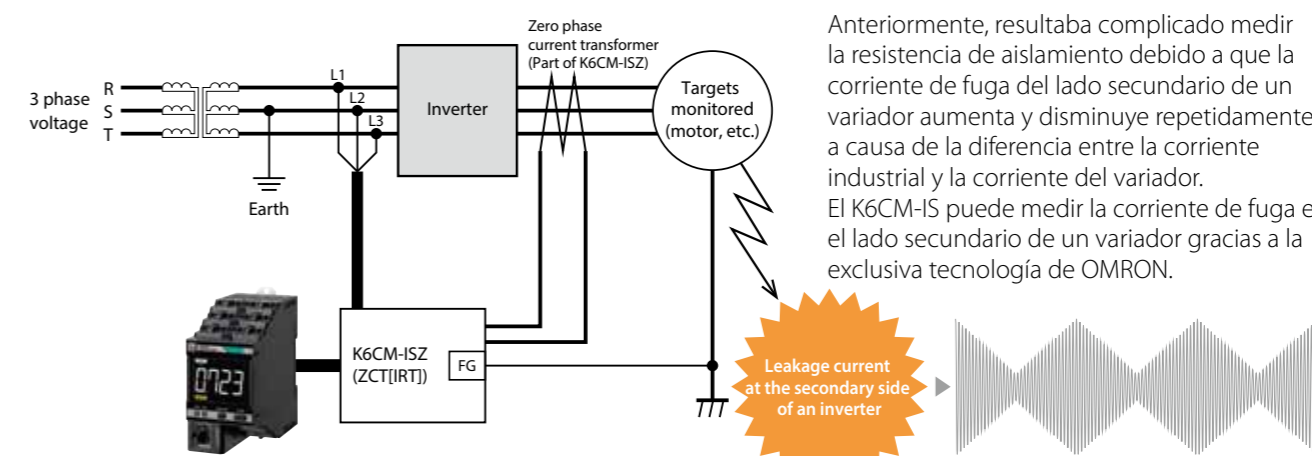 Zero phase
current transformer
(Part of K6CM-ISZ)
3 phase
voltage
R
S
T
L1
L2
L3
Inverter
Targets
monitored
(motor, etc.)
Earth
K6CM-ISZ
(ZCT[IRT])
FG
0723
Leakage current
at the secondary side
of an inverter
Anteriormente, resultaba complicado medir
la resistencia de aislamiento debido a que la
corriente de fuga del lado secundario de un
variador aumenta y disminuye repetidamente
a causa de la diferencia entre la corriente
industrial y la corriente del variador.
El K6CM-IS puede medir la corriente de fuga e
el lado secundario de un variador gracias a la
exclusiva tecnología de OMRON.